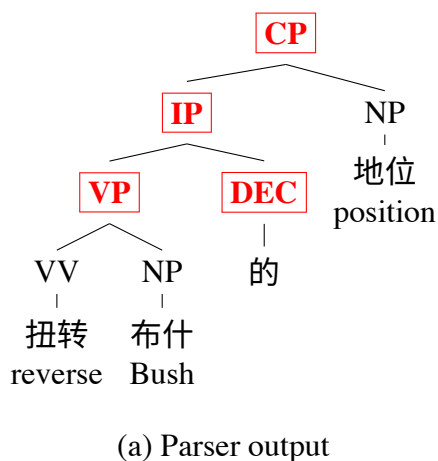 CP
IP NP
地位
VP DEC position
VV NP 的
扭转 布什
reverse Bush
(a) Parser output